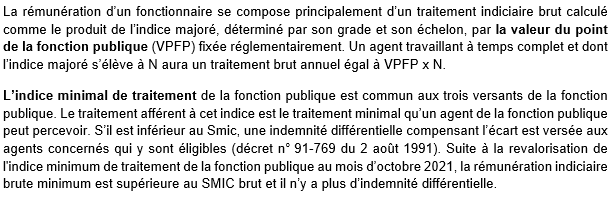 La rémunération d’un fonctionnaire se compose principalement d’un traitement indiciaire brut calculé
comme le produit de l’indice majoré, déterminé par son grade et son échelon, par la valeur du point
de la fonction publique (VPFP) fixée réglementairement. Un agent travaillant à temps complet et dont
l’indice majoré s’élève à N aura un traitement brut annuel égal à VPFP x N.
L’indice minimal de traitement de la fonction publique est commun aux trois versants de la fonction
publique. Le traitement afférent à cet indice est le traitement minimal qu’un agent de la fonction publique
peut percevoir. S’il est inférieur au Smic, une indemnité différentielle compensant l’écart est versée aux
agents concernés qui y sont éligibles (décret n° 91-769 du 2 août 1991). Suite à la revalorisation de
l’indice minimum de traitement de la fonction publique au mois d’octobre 2021, la rémunération indiciaire
brute minimum est supérieure au SMIC brut et il n’y a plus d’indemnité différentielle.